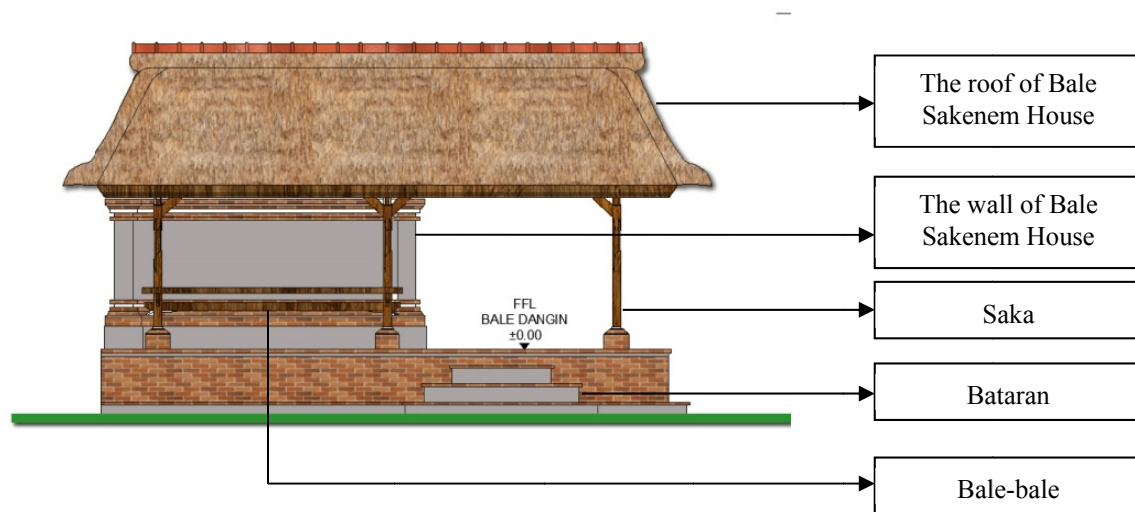 The roof of Bale
Sakenem House
The wall of Bale
Sakenem House
FFL
BALE DANGIN
±0.00
Saka
Bataran
Bale-bale